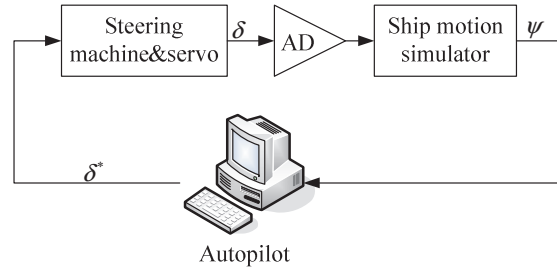 Steering
machine&servo
δ
AD
Ship motion
simulator
ψ
δ*
Autopilot